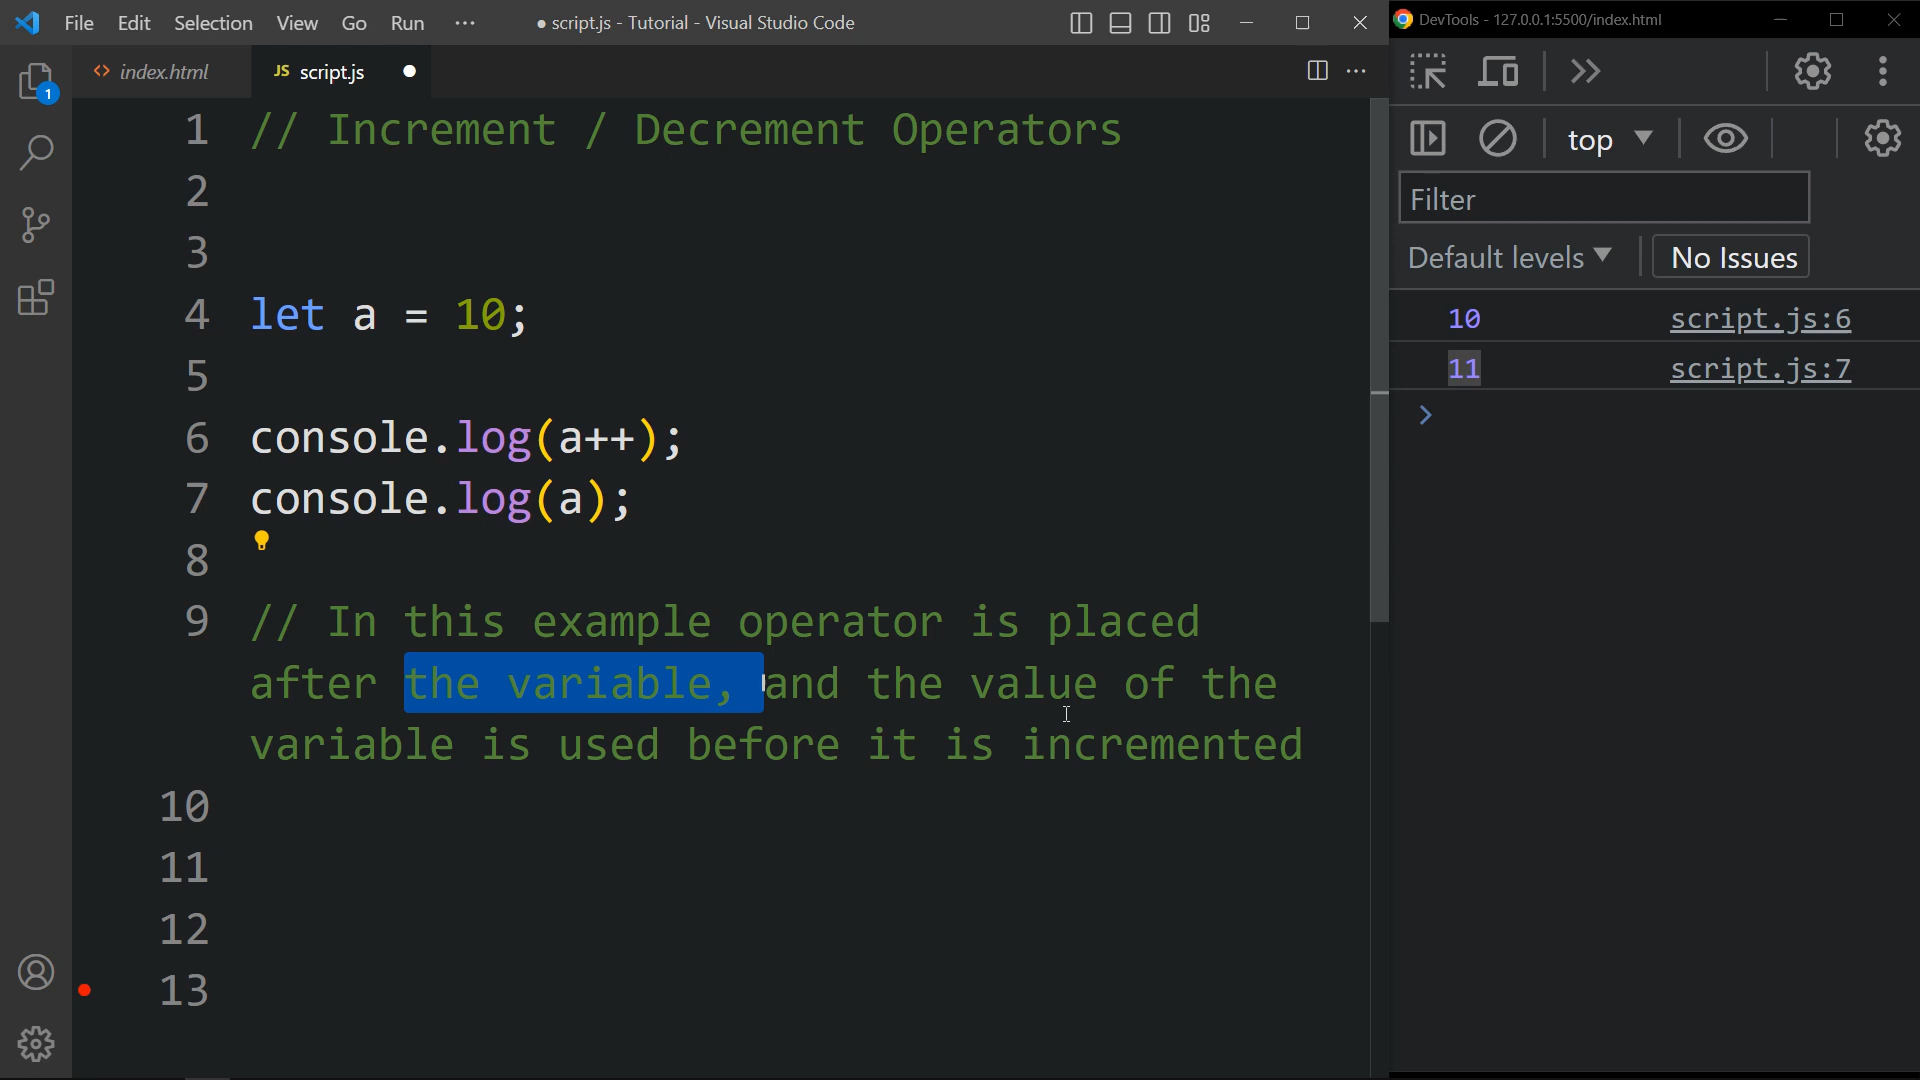 File Edit Selection View Go Run ··· ● script.js - Tutorial - Visual Studio Code
DevTools - 127.0.0.1:5500/index.html
<> index.html JS script.js ●
1
1 // Increment / Decrement Operators
2
3
4 let a = 10;
5
6 console.log(a++);
7 console.log(a);
8
9 // In this example operator is placed
after the variable, and the value of the
variable is used before it is incremented
10
11
12
13
top
Filter
Default levels No Issues
10 script.js:6
11 script.js:7